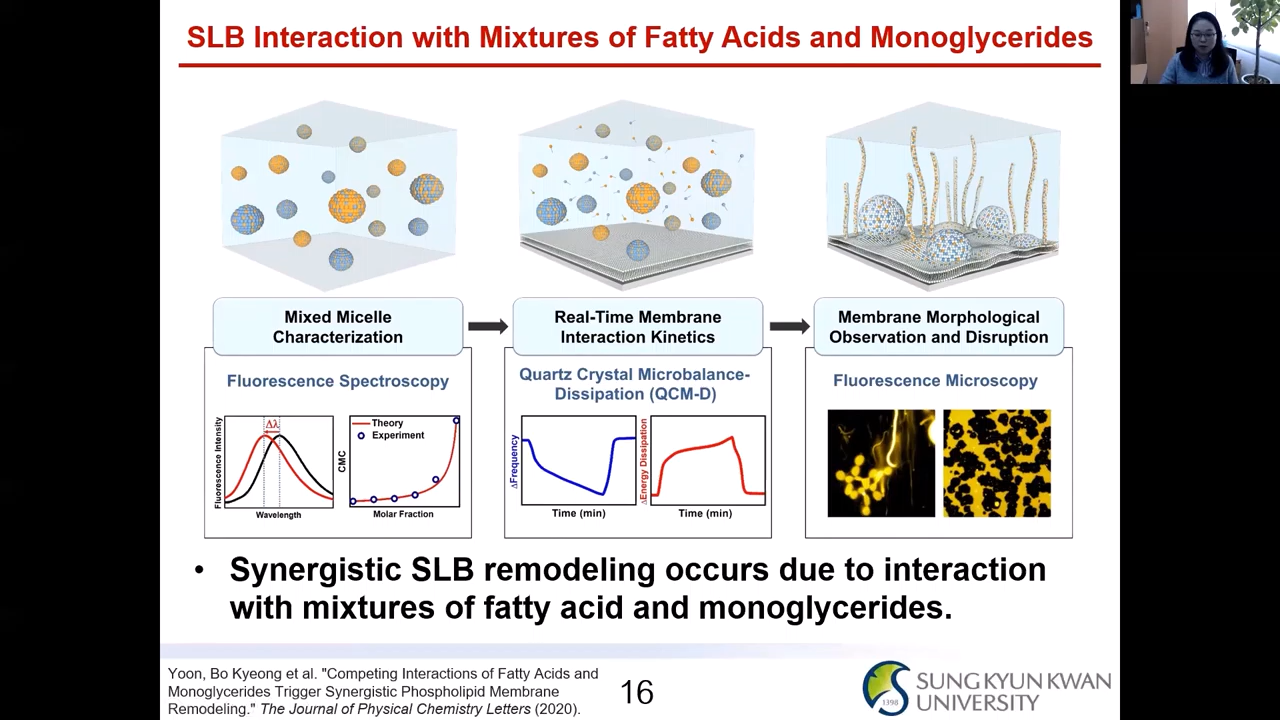 SLB Interaction with Mixtures of Fatty Acids and Monoglycerides
Mixed Micelle
Characterization
Real-Time Membrane
Interaction Kinetics
Membrane Morphological
Observation and Disruption
Fluorescence Spectroscopy
Quartz Crystal Microbalance-
Dissipation (QCM-D)
Fluorescence Microscopy
Fluorescence Intensity
Δλ
Wavelength
CMC
Theory
Experiment
Molar Fraction
ΔFrequency
Time (min)
ΔEnergy Dissipation
Time (min)
• Synergistic SLB remodeling occurs due to interaction
with mixtures of fatty acid and monoglycerides.
Yoon, Bo Kyeong et al. "Competing Interactions of Fatty Acids and
Monoglycerides Trigger Synergistic Phospholipid Membrane
Remodeling." The Journal of Physical Chemistry Letters (2020).
16
1398
SUNG KYUN KWAN
UNIVERSITY